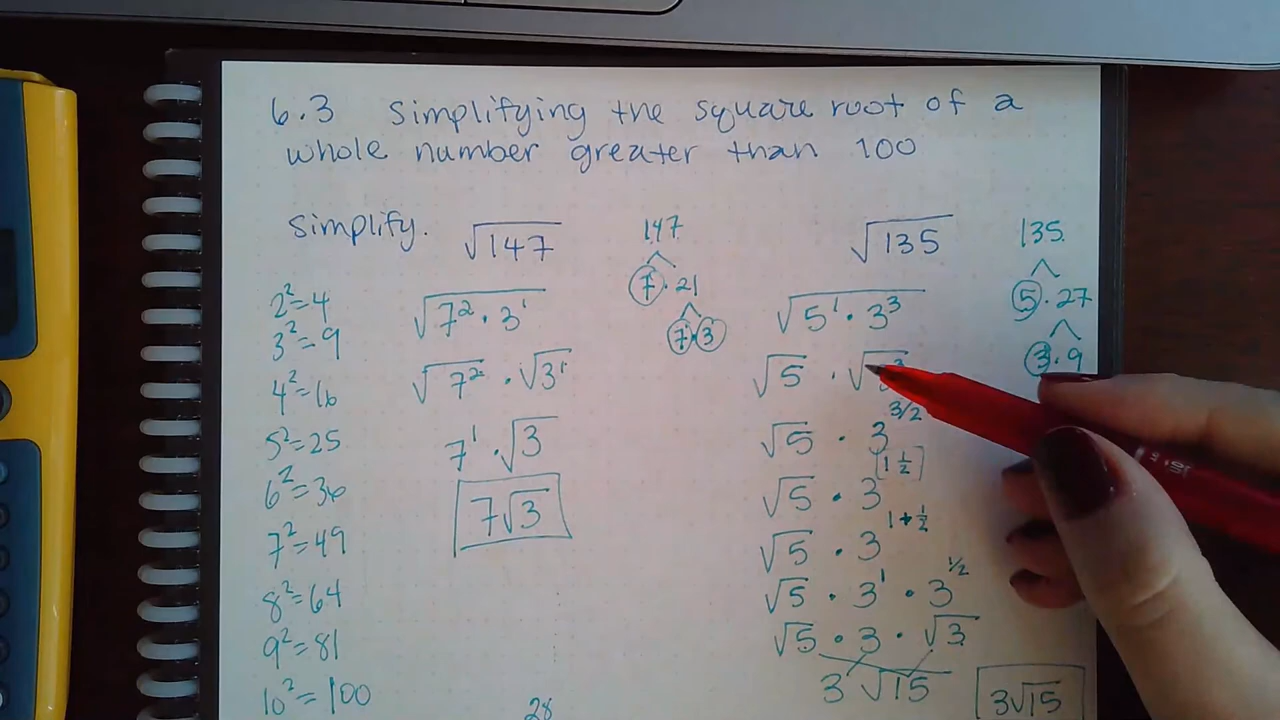 6.3 simplifying the square root of a
whole number greater than 100
simplify. √147
147
7 · 21
7 · 3
√135
135
5 · 27
3 · 9
2²=4
3²=9
4²=16
5²=25
6²=36
7²=49
8²=64
9²=81
10²=100
√7² · 3¹
√7² · √3¹
7¹ · √3
7√3
√5¹ · 3³
√5 · √3³
√5 · 3^3/2
√5 · 3^[1 1/2]
√5 · 3^1+1/2
√5 · 3¹ · 3^1/2
√5 · 3 · √3
3 √15
3√15
28